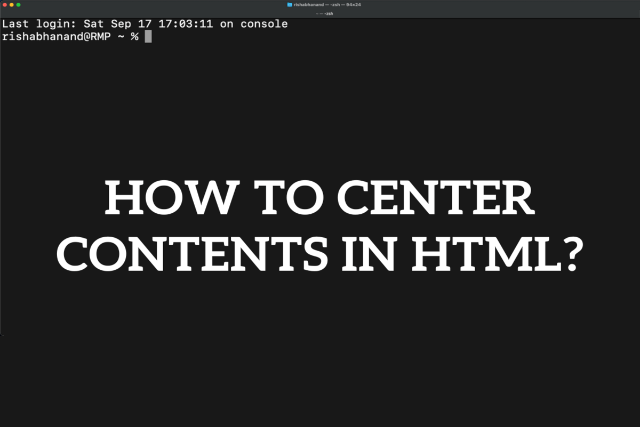 rishabhanand — -zsh — 94×24
-zsh
Last login: Sat Sep 17 17:03:11 on console
rishabhanand@RMP ~ %
HOW TO CENTER
CONTENTS IN HTML?